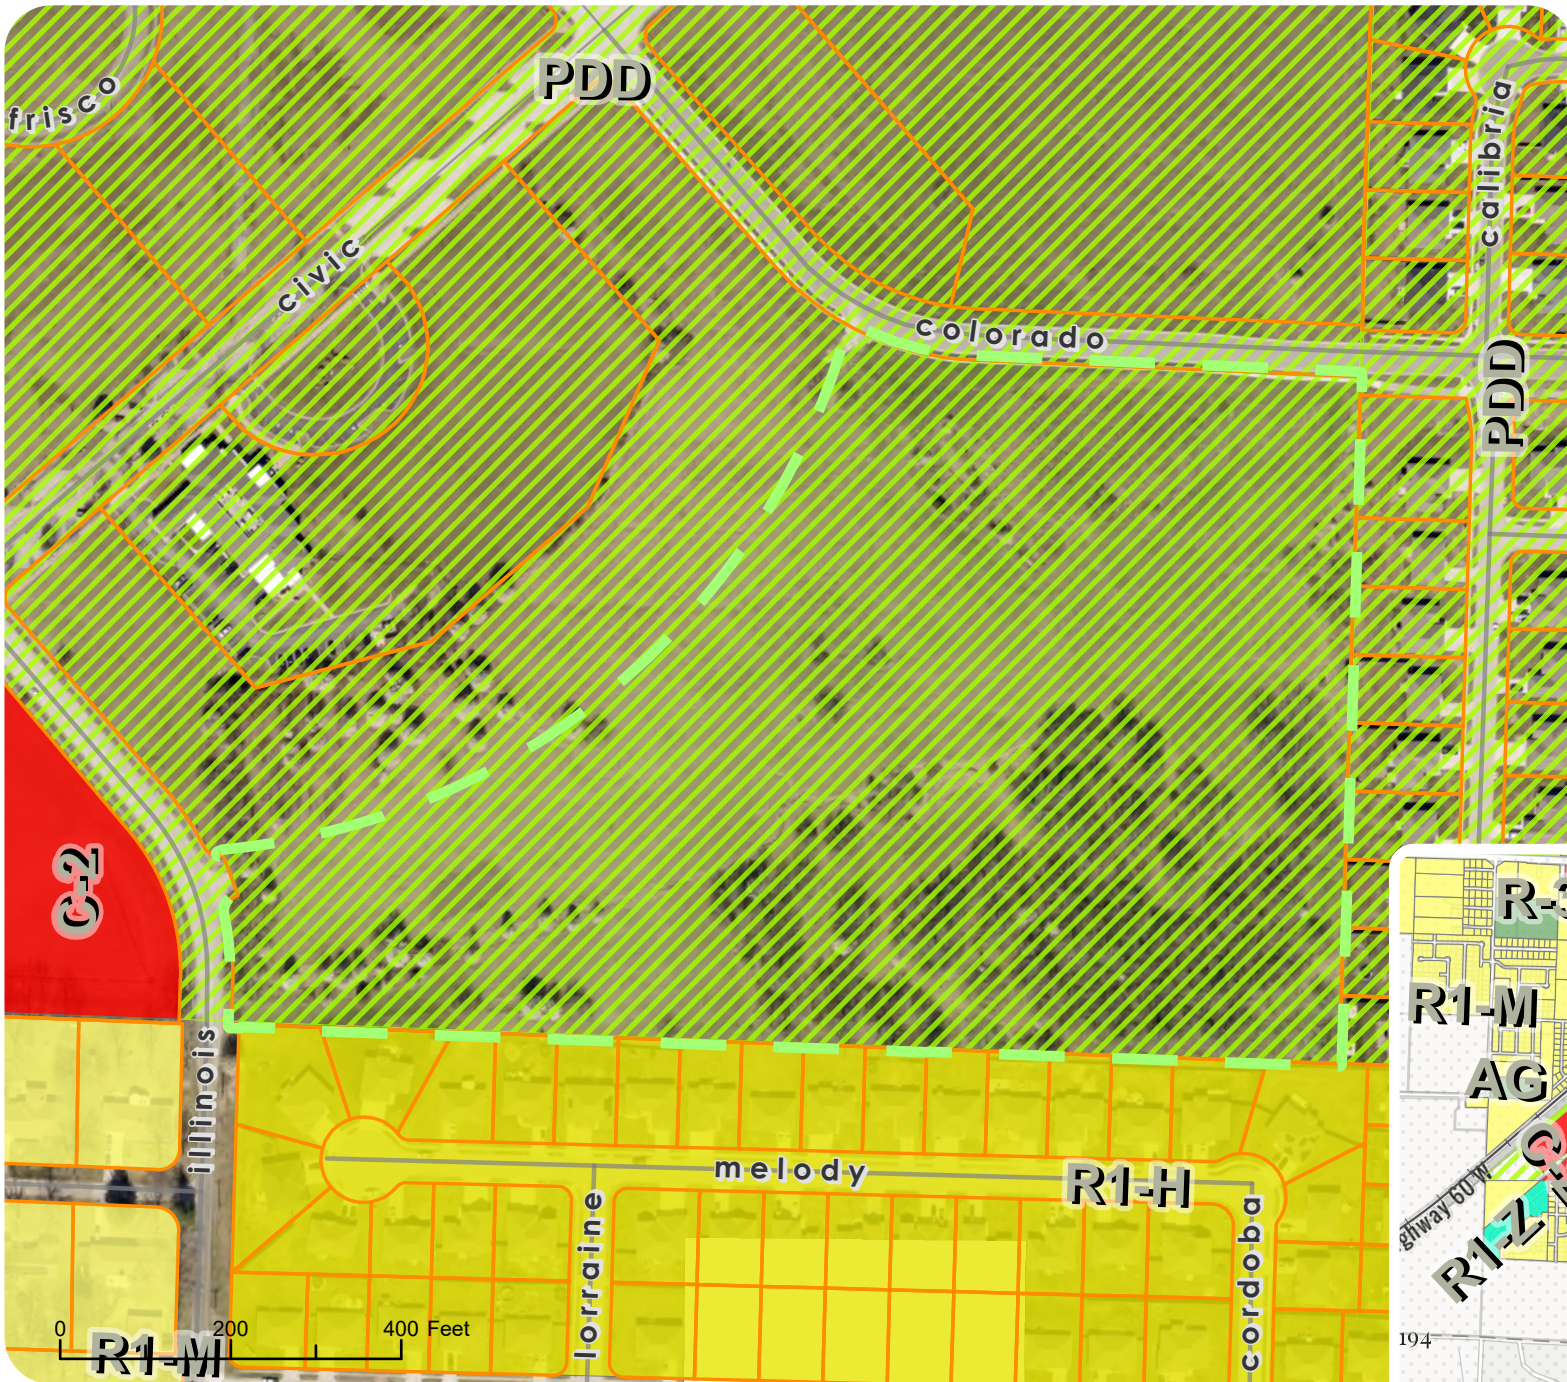 PDD
frisco
calibria
civic
colorado
PDD
C-2
R-3
R1-M
AG
illinois
melody
R1-H
lorraine
cordoba
ghway 60 W
R1-Z
0 200 400 Feet
R1-M
194